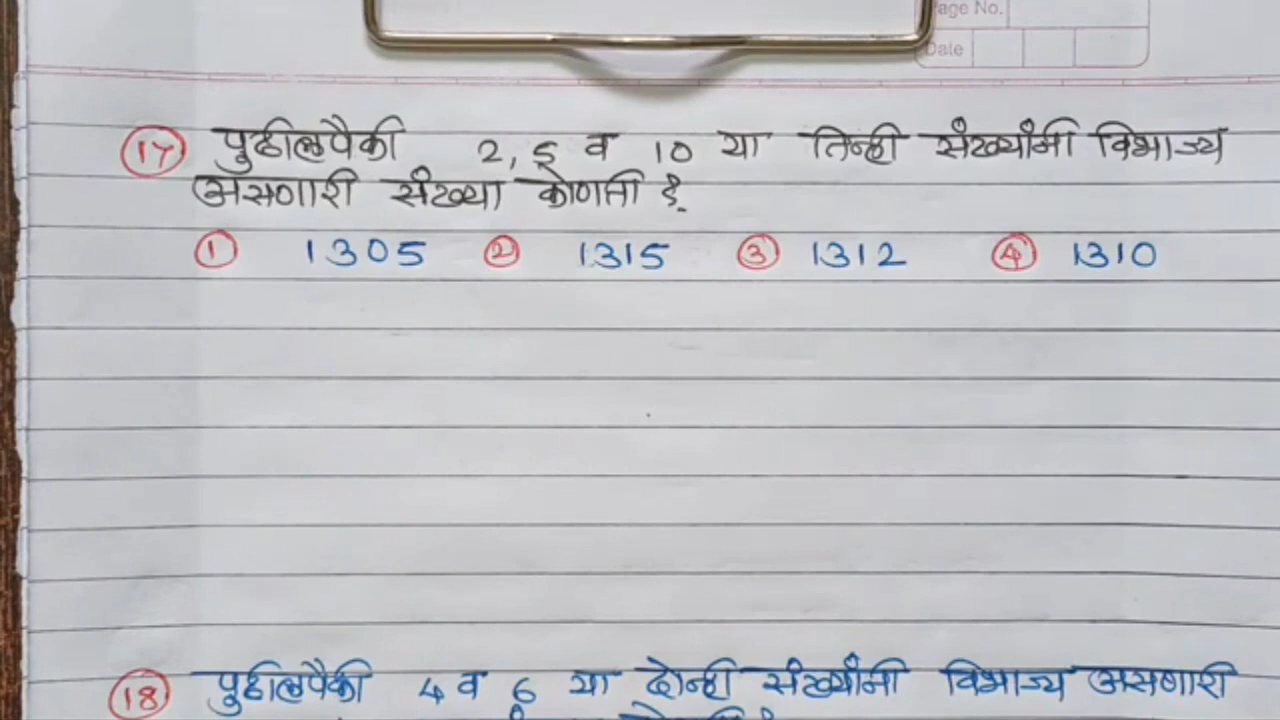 Page No.
Date
17 पुढीलपैकी 2, 5 व 10 या तिन्ही संख्यांनी विभाज्य
असणारी संख्या कोणती ?
① 1305 ② 1315 ③ 1312 ④ 1310
18 पुढीलपैकी 4 व 6 या दोन्ही संख्यांनी विभाज्य असणारी